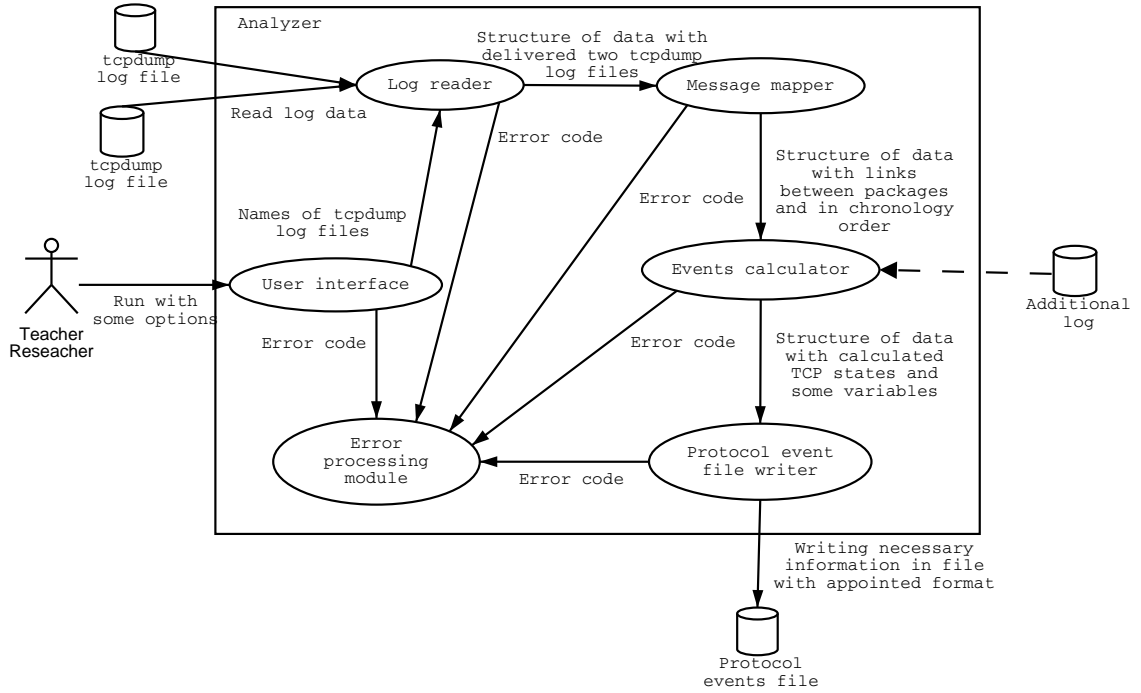 Analyzer
tcpdump
log file
Structure of data with
delivered two tcpdump
log files
Log reader
Message mapper
Read log data
Error code
tcpdump
log file
Structure of data
with links
between packages
and in chronology
order
Error code
Names of tcpdump
log files
Events calculator
User interface
Additional
log
Run with
some options
Teacher
Reseacher
Error code
Error code
Structure of data
with calculated
TCP states and
some variables
Error
processing
module
Protocol event
file writer
Error code
Writing necessary
information in file
with appointed format
Protocol
events file